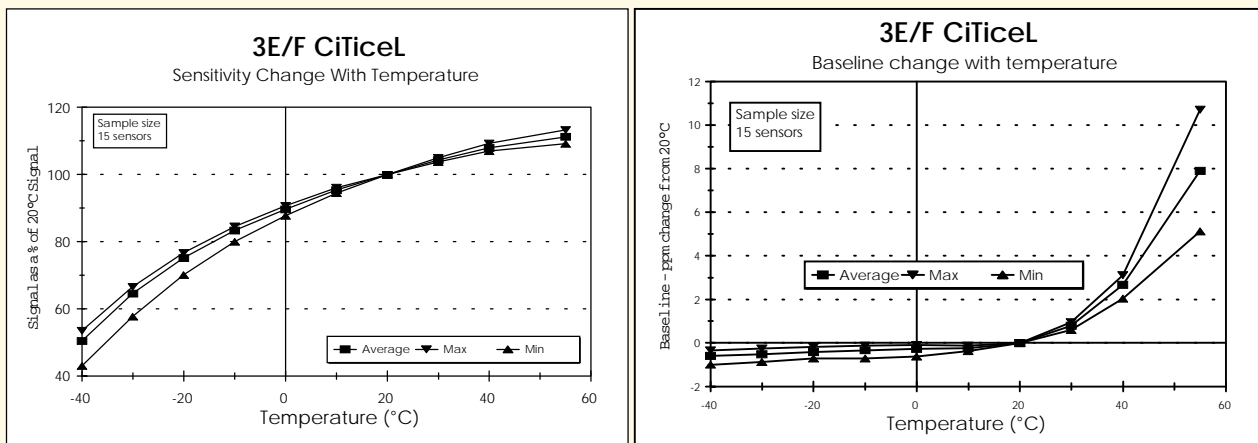 3E/F CiTiceL
Sensitivity Change With Temperature
120
100
80
60
40
Signal as a % of 20°C Signal
Sample size
15 sensors
Average Max Min
-40 -20 0 20 40 60
Temperature (°C)
3E/F CiTiceL
Baseline change with temperature
12
10
8
6
4
2
0
-2
Baseline - ppm change from 20°C
Sample size
15 sensors
Average Max Min
-40 -20 0 20 40 60
Temperature (°C)